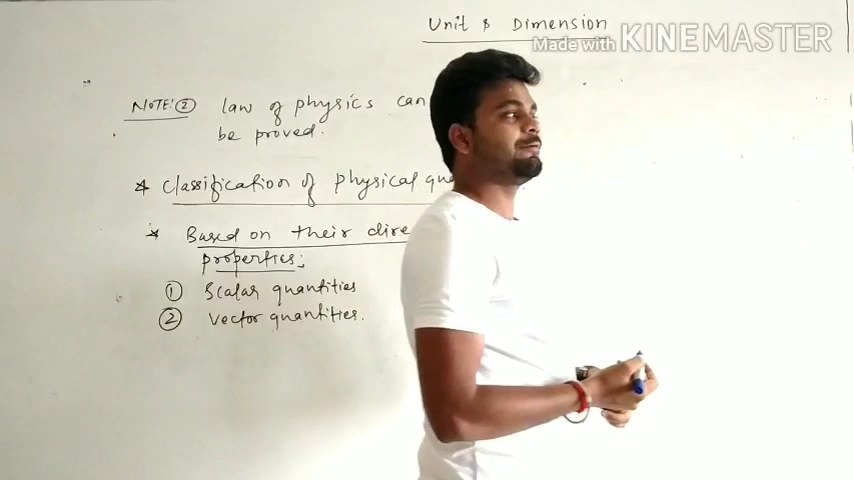 Unit & Dimension
Made with KINEMASTER
NOTE:② law of physics can
be proved.
* Classification of physical
* Based on their dire
properties:
① Scalar quantities
② Vector quantities.